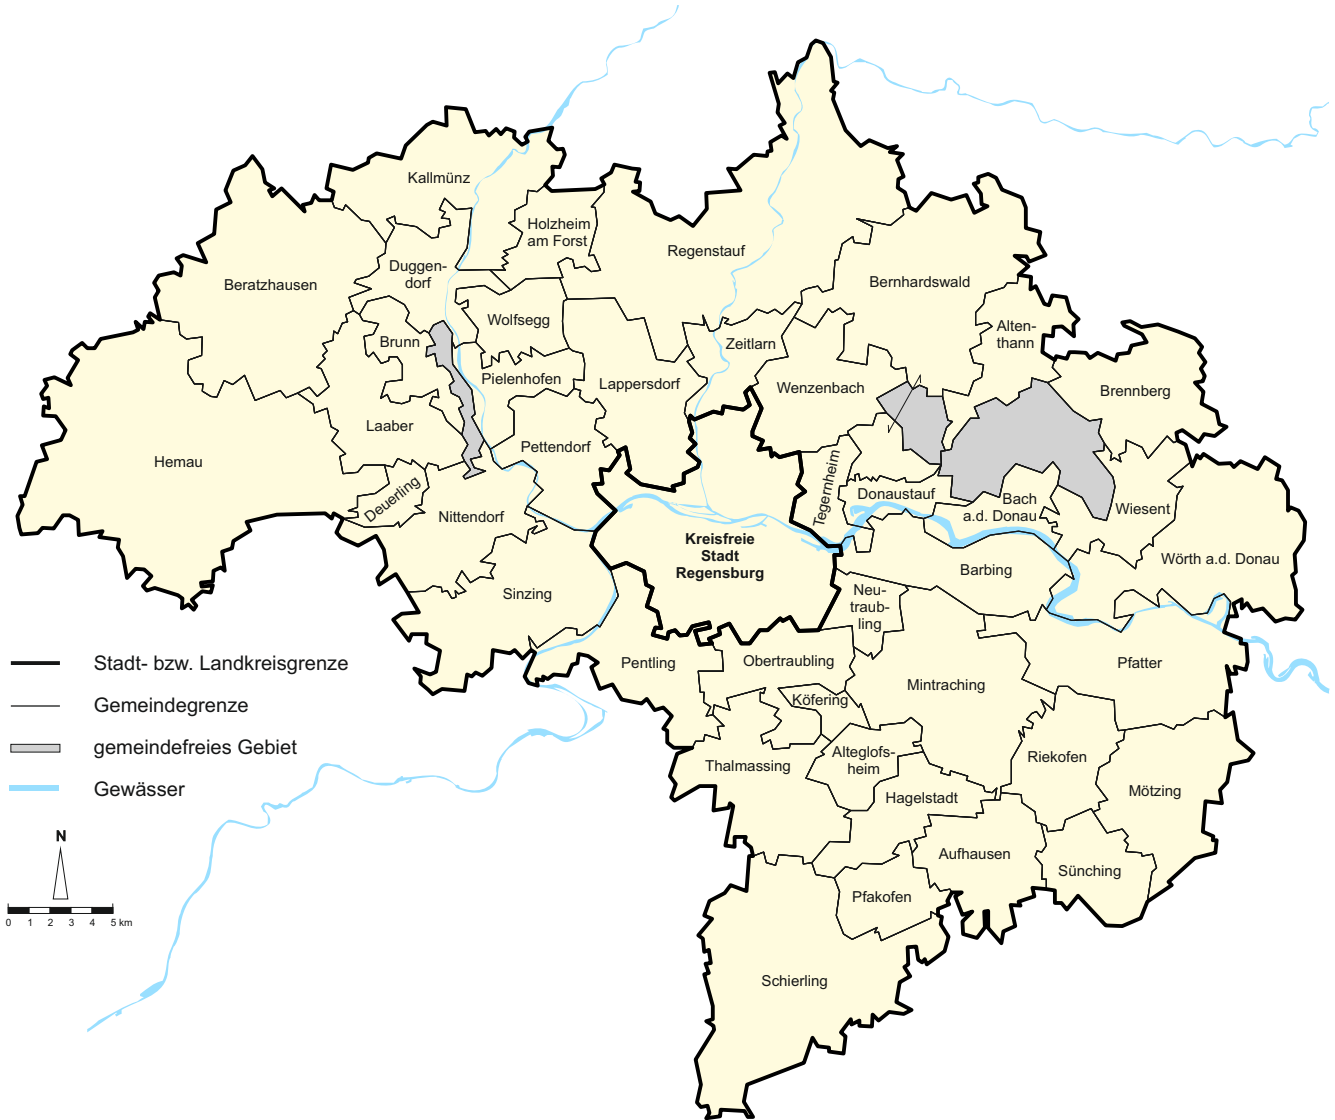 Kallmünz
Holzheim
am Forst
Regenstauf
Beratzhausen
Duggen-
dorf
Bernhardswald
Wolfsegg
Brunn
Zeitlarn
Alten-
thann
Pielenhofen
Lappersdorf
Wenzenbach
Brennberg
Laaber
Pettendorf
Hemau
Deuerling
Nittendorf
Tegernheim
Donaustauf
Bach
a.d. Donau
Wiesent
Kreisfreie
Stadt
Regensburg
Wörth a.d. Donau
Barbing
Sinzing
Neu-
traub-
ling
Pentling
Obertraubling
Pfatter
Mintraching
Köfering
Thalmassing
Alteglofs-
heim
Riekofen
Hagelstadt
Mötzing
Aufhausen
Sünching
Pfakofen
Schierling
Stadt- bzw. Landkreisgrenze
Gemeindegrenze
gemeindefreies Gebiet
Gewässer
N
0 1 2 3 4 5 km